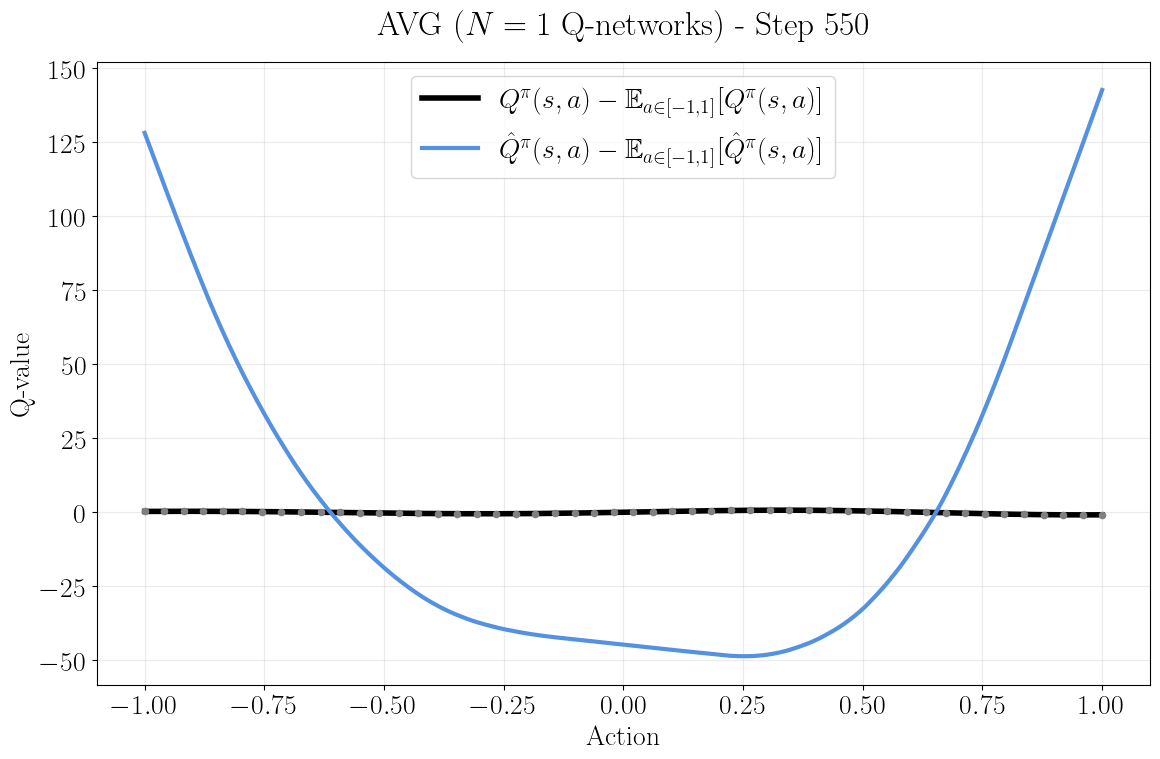 AVG (N = 1 Q-networks) - Step 550
150
125
100
75
50
25
0
−25
−50
Q-value
Q^π(s, a) − 𝔼_{a∈[−1,1]}[Q^π(s, a)]
Q̂^π(s, a) − 𝔼_{a∈[−1,1]}[Q̂^π(s, a)]
−1.00 −0.75 −0.50 −0.25 0.00 0.25 0.50 0.75 1.00
Action